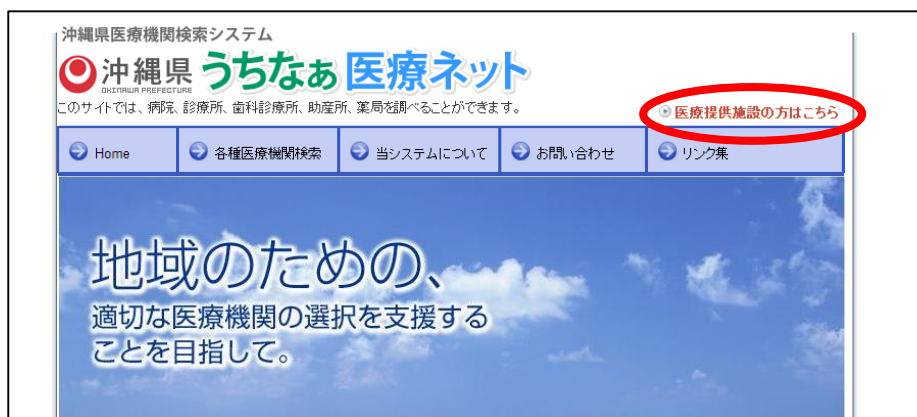 沖縄県医療機関検索システム
沖縄県 うちなぁ医療ネット
OKINAWA PREFECTURE
このサイトでは、病院、診療所、歯科診療所、助産所、薬局を調べることができます。
医療提供施設の方はこちら
Home 各種医療機関検索 当システムについて お問い合わせ リンク集
地域のための、
適切な医療機関の選択を支援する
ことを目指して。